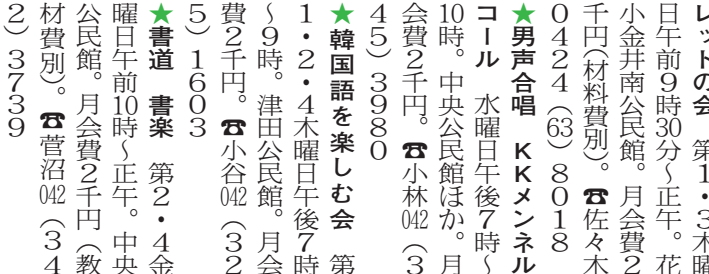 レットの会　第1・3木曜
日午前9時30分～正午。花
小金井南公民館。月会費2
千円（材料費別）。☎佐々木
0424（63）8018
★男声合唱　KKメンネル
コール　水曜日午後7時～
10時。中央公民館ほか。月
会費2千円。☎小林042（3
45）3980
★韓国語を楽しむ会　第
1・2・4木曜日午後7時
～9時。津田公民館。月会
費2千円。☎小谷042（32
5）1603
★書道　書楽　第2・4金
曜日午前10時～正午。中央
公民館。月会費2千円（教
材費別）。☎菅沼042（34
2）3739